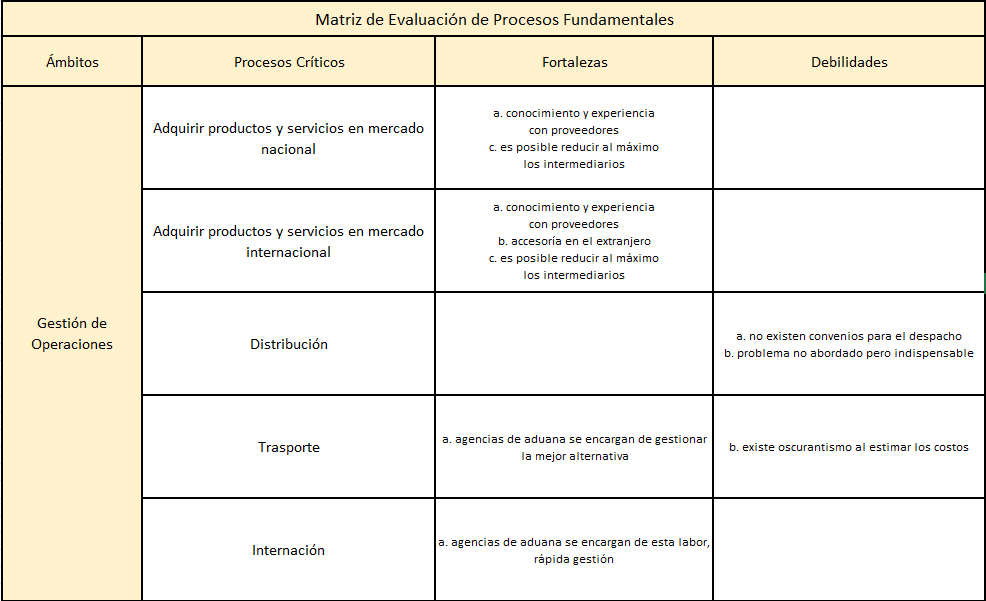 Matriz de Evaluación de Procesos Fundamentales
Ámbitos
Procesos Críticos
Fortalezas
Debilidades
Gestión de
Operaciones
Adquirir productos y servicios en mercado
nacional
a. conocimiento y experiencia
con proveedores
c. es posible reducir al máximo
los intermediarios
Adquirir productos y servicios en mercado
internacional
a. conocimiento y experiencia
con proveedores
b. accesoría en el extranjero
c. es posible reducir al máximo
los intermediarios
Distribución
a. no existen convenios para el despacho
b. problema no abordado pero indispensable
Trasporte
a. agencias de aduana se encargan de gestionar
la mejor alternativa
b. existe oscurantismo al estimar los costos
Internación
a. agencias de aduana se encargan de esta labor,
rápida gestión